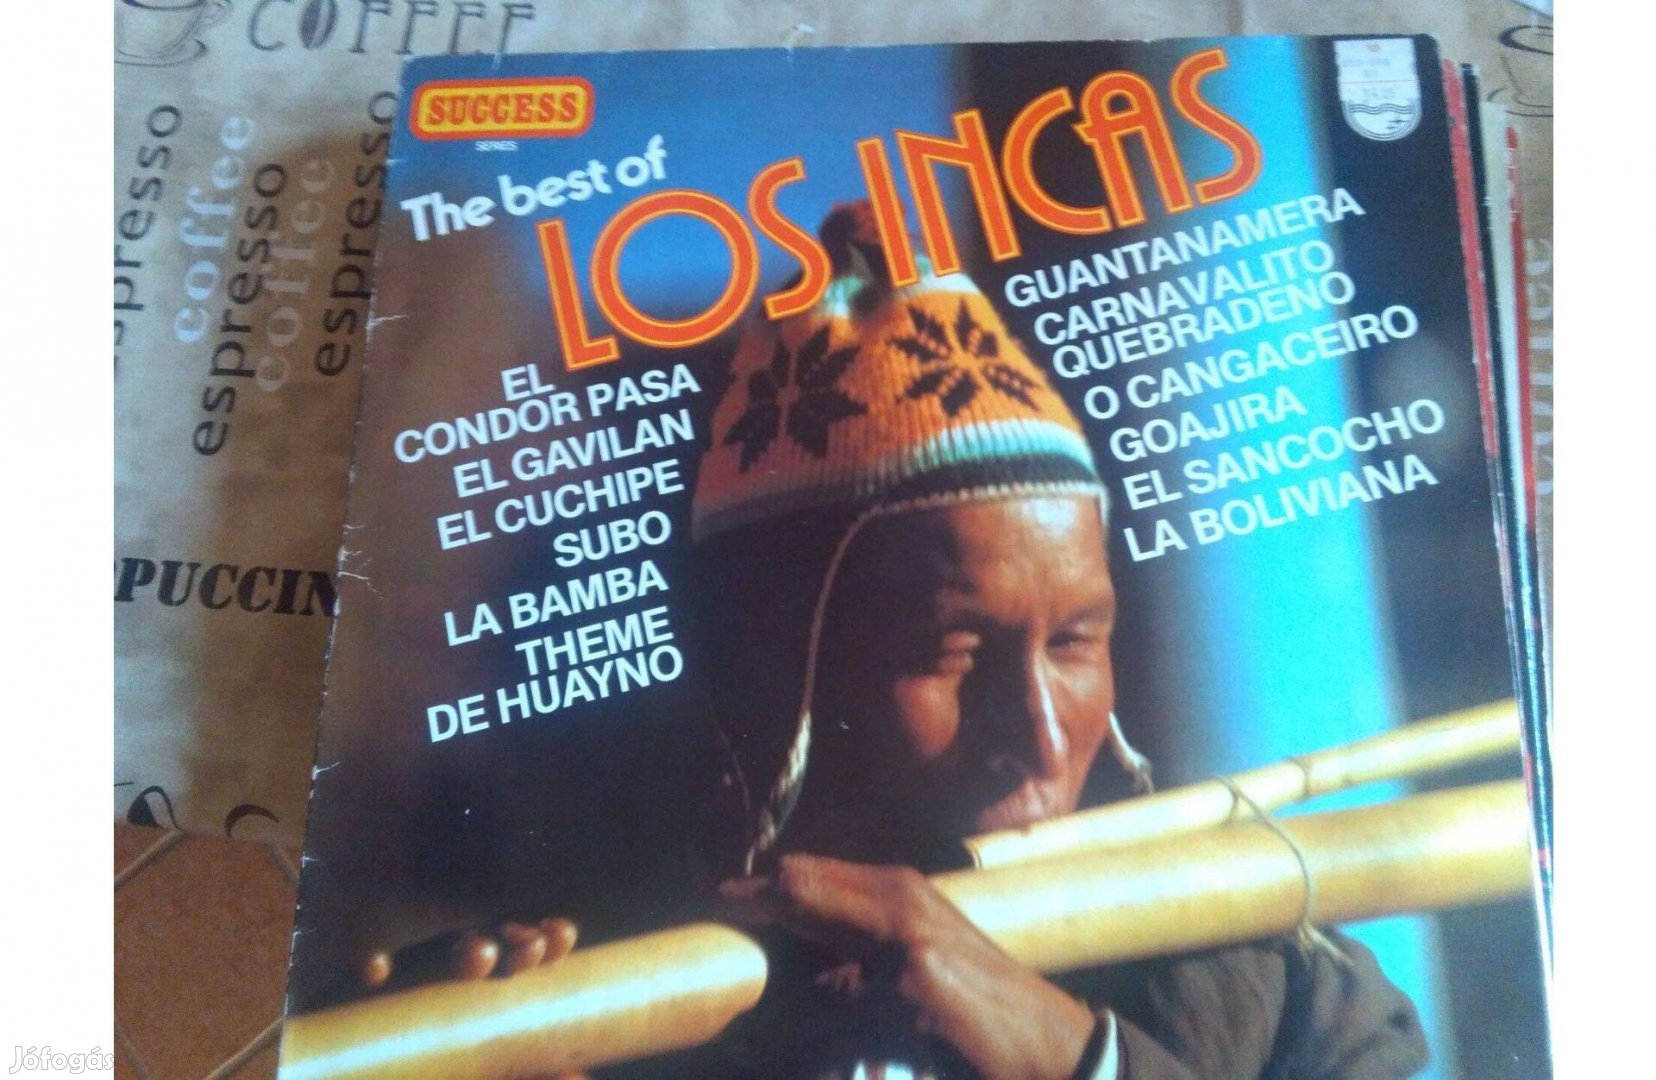 COFFEE
espresso
coffee
espresso
coffee
espresso
PUCCIN
SUCCESS
SERIES
The best of
LOS INCAS
EL
CONDOR PASA
EL GAVILAN
EL CUCHIPE
SUBO
LA BAMBA
THEME
DE HUAYNO
GUANTANAMERA
CARNAVALITO
QUEBRADENO
O CANGACEIRO
GOAJIRA
EL SANCOCHO
LA BOLIVIANA
Jófogás